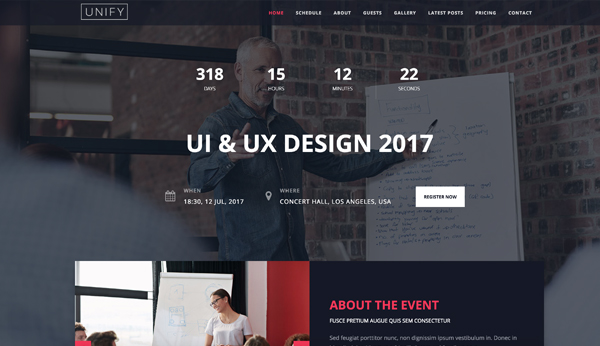 UNIFY
HOME SCHEDULE ABOUT GUESTS GALLERY LATEST POSTS PRICING CONTACT
318 15 12 22
DAYS HOURS MINUTES SECONDS
UI & UX DESIGN 2017
WHEN
18:30, 12 JUL, 2017
WHERE
CONCERT HALL, LOS ANGELES, USA
REGISTER NOW
ABOUT THE EVENT
FUSCE PRETIUM AUGUE QUIS SEM CONSECTETUR
Sed feugiat porttitor nunc, non dignissim ipsum vestibulum in. Donec in